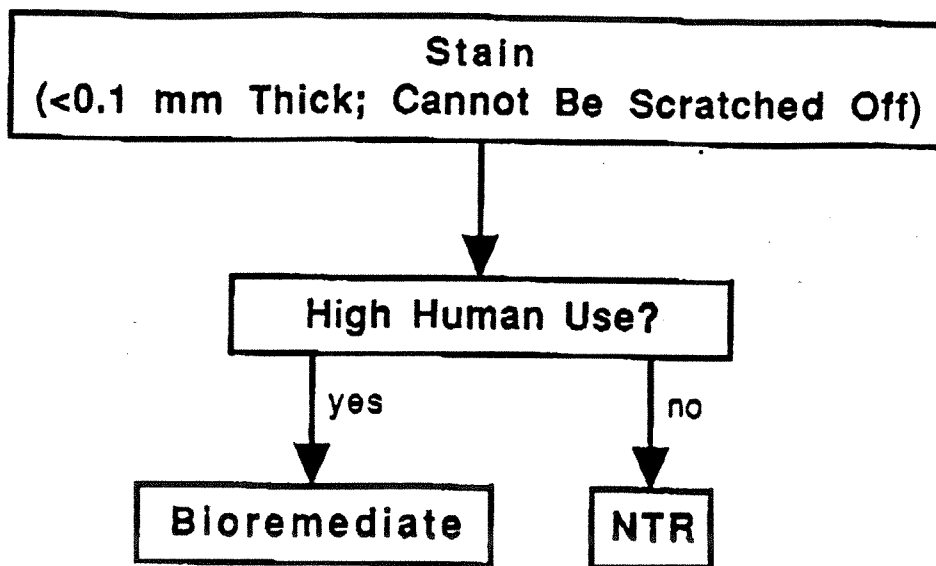 Stain
(<0.1 mm Thick; Cannot Be Scratched Off)
High Human Use?
yes
no
Bioremediate
NTR